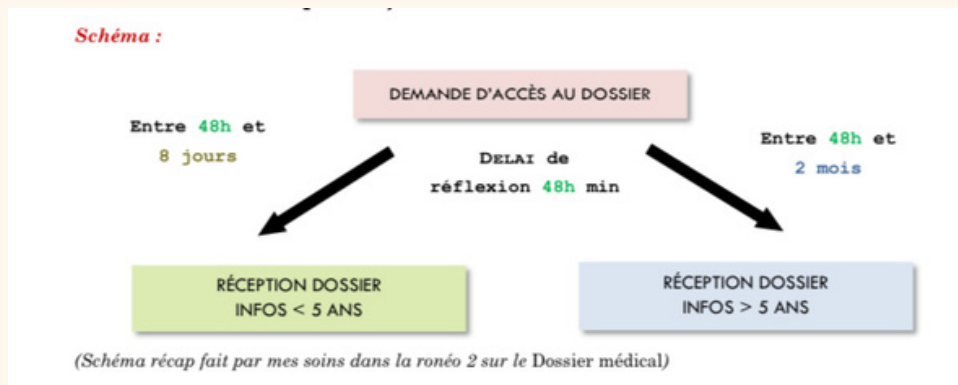 Schéma :
DEMANDE D'ACCÈS AU DOSSIER
Entre 48h et
8 jours
DELAI de
réflexion 48h min
Entre 48h et
2 mois
RÉCEPTION DOSSIER
INFOS < 5 ANS
RÉCEPTION DOSSIER
INFOS > 5 ANS
(Schéma récap fait par mes soins dans la ronéo 2 sur le Dossier médical)